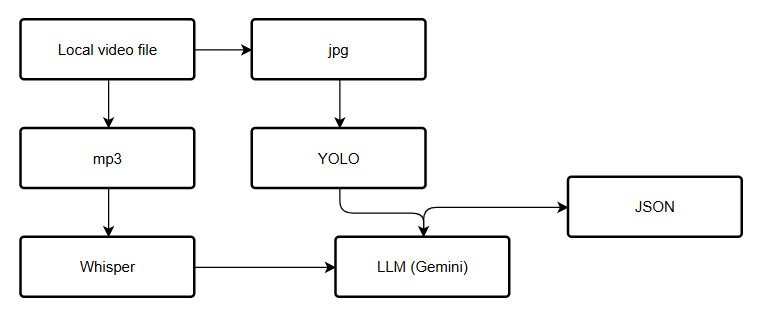 Local video file
jpg
mp3
YOLO
JSON
Whisper
LLM (Gemini)